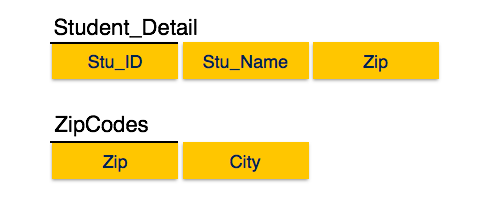 Student_Detail
Stu_ID Stu_Name Zip
ZipCodes
Zip City